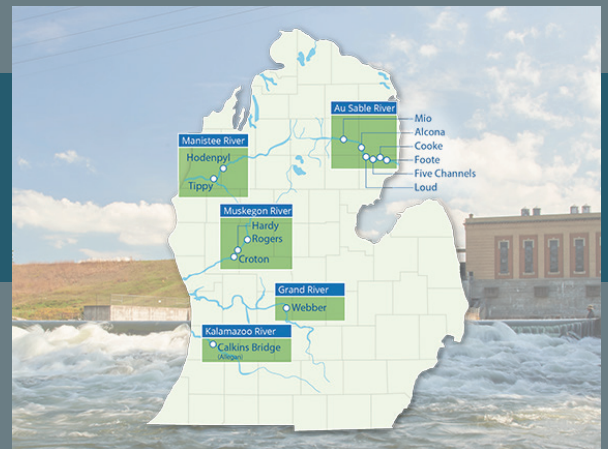 Au Sable River
Mio
Alcona
Cooke
Foote
Five Channels
Loud
Manistee River
Hodenpyl
Tippy
Muskegon River
Hardy
Rogers
Croton
Grand River
Webber
Kalamazoo River
Calkins Bridge
(Allegan)